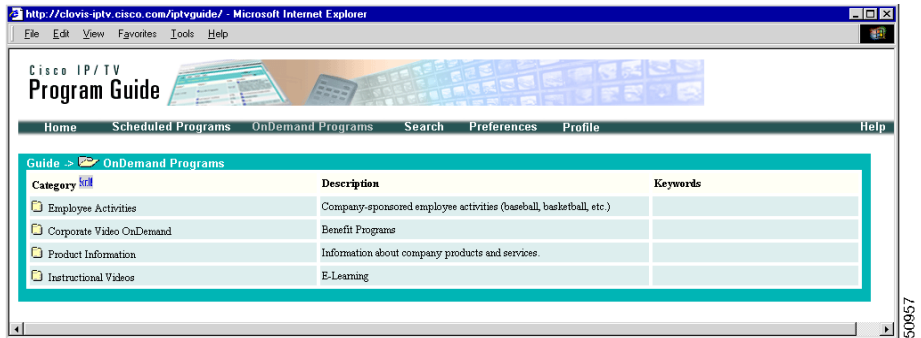 http://clovis-iptv.cisco.com/iptvguide/ - Microsoft Internet Explorer
File Edit View Favorites Tools Help
Cisco IP/TV
Program Guide
Home Scheduled Programs OnDemand Programs Search Preferences Profile Help
Guide -> OnDemand Programs
Category Description Keywords
Employee Activities Company-sponsored employee activities (baseball, basketball, etc.)
Corporate Video OnDemand Benefit Programs
Product Information Information about company products and services.
Instructional Videos E-Learning
50957